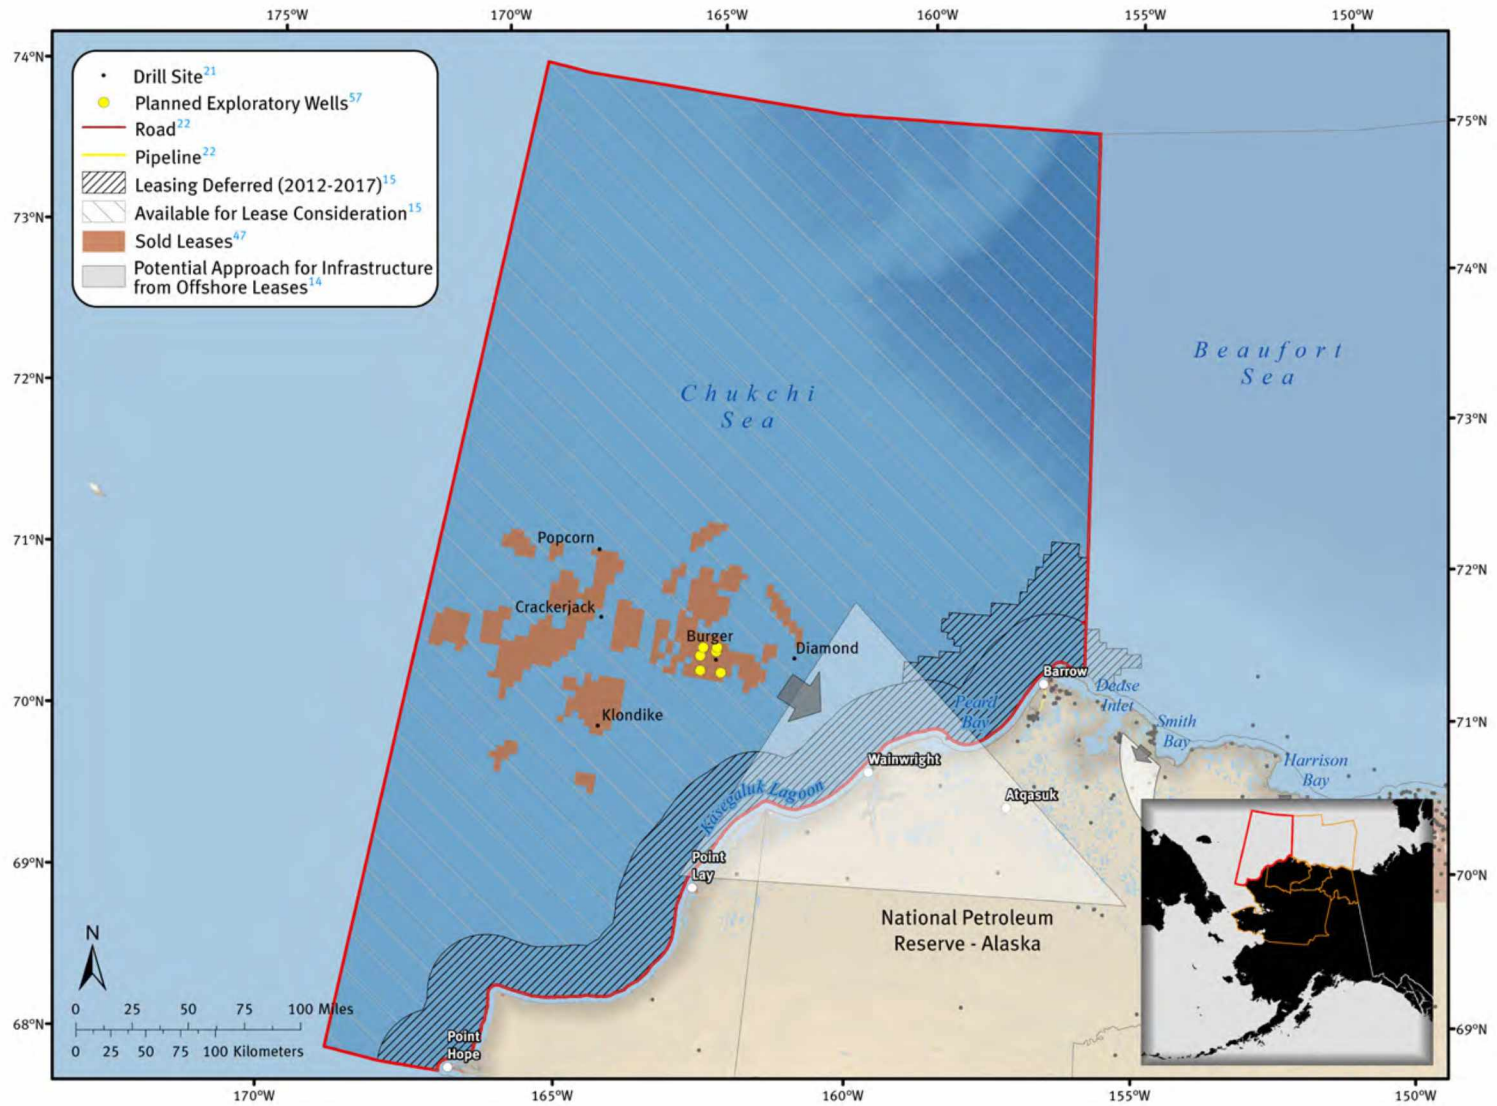 175°W 170°W 165°W 160°W 155°W 150°W
74°N
73°N
72°N
71°N
70°N
69°N
68°N
75°N
74°N
73°N
72°N
71°N
70°N
69°N
Drill Site21
Planned Exploratory Wells57
Road22
Pipeline22
Leasing Deferred (2012-2017)15
Available for Lease Consideration15
Sold Leases47
Potential Approach for Infrastructure
from Offshore Leases14
Beaufort
Sea
Chukchi
Sea
Popcorn
Crackerjack
Burger
Diamond
Klondike
Barrow
Dease
Inlet
Peard
Bay
Smith
Bay
Harrison
Bay
Wainwright
Kasegaluk Lagoon
Atqasuk
Point
Lay
National Petroleum
Reserve - Alaska
N
0 25 50 75 100 Miles
0 25 50 75 100 Kilometers
Point
Hope
170°W 165°W 160°W 155°W 150°W